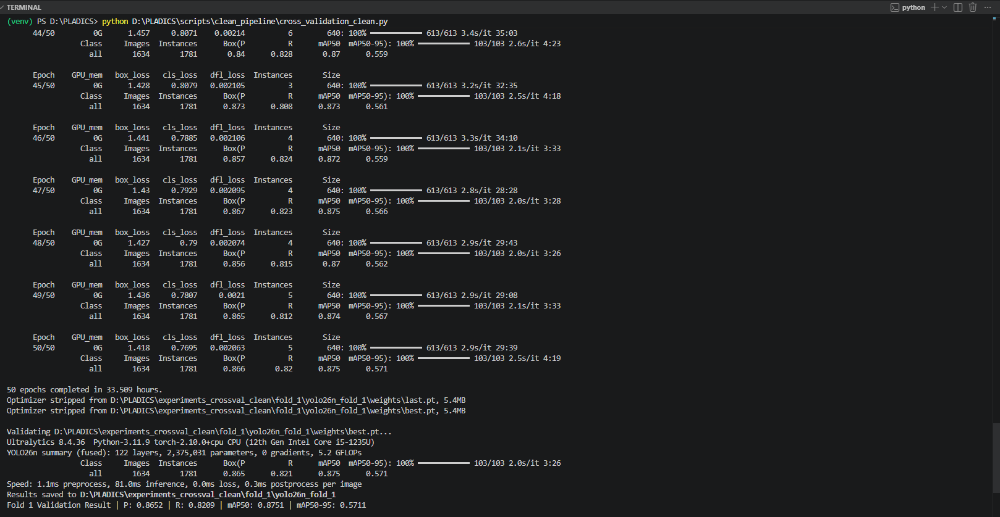 TERMINAL
python
(venv) PS D:\PLADICS> python D:\PLADICS\scripts\clean_pipeline\cross_validation_clean.py
44/50 0G 1.457 0.8071 0.00214 6 640: 100% 613/613 3.4s/it 35:03
Class Images Instances Box(P R mAP50 mAP50-95): 100% 103/103 2.6s/it 4:23
all 1634 1781 0.84 0.828 0.87 0.559
Epoch GPU_mem box_loss cls_loss dfl_loss Instances Size
45/50 0G 1.428 0.8079 0.002105 3 640: 100% 613/613 3.2s/it 32:35
Class Images Instances Box(P R mAP50 mAP50-95): 100% 103/103 2.5s/it 4:18
all 1634 1781 0.873 0.808 0.873 0.561
Epoch GPU_mem box_loss cls_loss dfl_loss Instances Size
46/50 0G 1.441 0.7885 0.002106 4 640: 100% 613/613 3.3s/it 34:10
Class Images Instances Box(P R mAP50 mAP50-95): 100% 103/103 2.1s/it 3:33
all 1634 1781 0.857 0.824 0.872 0.559
Epoch GPU_mem box_loss cls_loss dfl_loss Instances Size
47/50 0G 1.43 0.7929 0.002095 4 640: 100% 613/613 2.8s/it 28:28
Class Images Instances Box(P R mAP50 mAP50-95): 100% 103/103 2.0s/it 3:28
all 1634 1781 0.867 0.823 0.875 0.566
Epoch GPU_mem box_loss cls_loss dfl_loss Instances Size
48/50 0G 1.427 0.79 0.002074 4 640: 100% 613/613 2.9s/it 29:43
Class Images Instances Box(P R mAP50 mAP50-95): 100% 103/103 2.0s/it 3:26
all 1634 1781 0.856 0.815 0.87 0.562
Epoch GPU_mem box_loss cls_loss dfl_loss Instances Size
49/50 0G 1.436 0.7807 0.0021 5 640: 100% 613/613 2.9s/it 29:08
Class Images Instances Box(P R mAP50 mAP50-95): 100% 103/103 2.1s/it 3:33
all 1634 1781 0.865 0.812 0.874 0.567
Epoch GPU_mem box_loss cls_loss dfl_loss Instances Size
50/50 0G 1.418 0.7695 0.002063 5 640: 100% 613/613 2.9s/it 29:39
Class Images Instances Box(P R mAP50 mAP50-95): 100% 103/103 2.5s/it 4:19
all 1634 1781 0.866 0.82 0.875 0.571
50 epochs completed in 33.509 hours.
Optimizer stripped from D:\PLADICS\experiments_crossval_clean\fold_1\yolo26n_fold_1\weights\last.pt, 5.4MB
Optimizer stripped from D:\PLADICS\experiments_crossval_clean\fold_1\yolo26n_fold_1\weights\best.pt, 5.4MB
Validating D:\PLADICS\experiments_crossval_clean\fold_1\yolo26n_fold_1\weights\best.pt...
Ultralytics 8.4.36 Python-3.11.9 torch-2.10.0+cpu CPU (12th Gen Intel Core i5-1235U)
YOLO26n summary (fused): 122 layers, 2,375,031 parameters, 0 gradients, 5.2 GFLOPs
Class Images Instances Box(P R mAP50 mAP50-95): 100% 103/103 2.0s/it 3:26
all 1634 1781 0.865 0.821 0.875 0.571
Speed: 1.1ms preprocess, 81.0ms inference, 0.0ms loss, 0.3ms postprocess per image
Results saved to D:\PLADICS\experiments_crossval_clean\fold_1\yolo26n_fold_1
Fold 1 Validation Result | P: 0.8652 | R: 0.8209 | mAP50: 0.8751 | mAP50-95: 0.5711